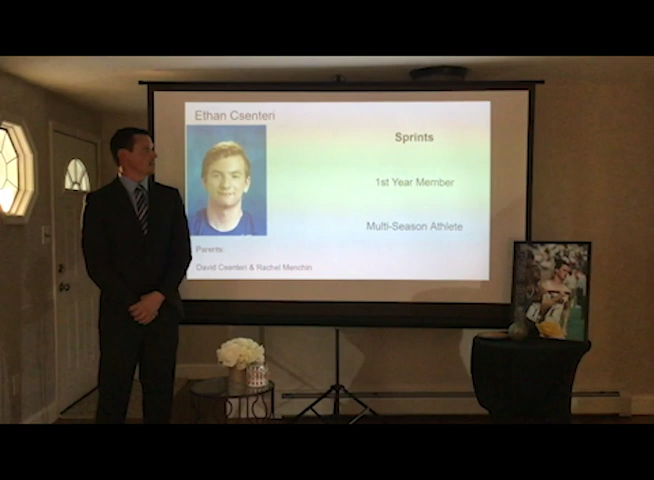 Ethan Csenteri
Sprints
1st Year Member
Multi-Season Athlete
Parents
David Csenteri & Rachel Menchin